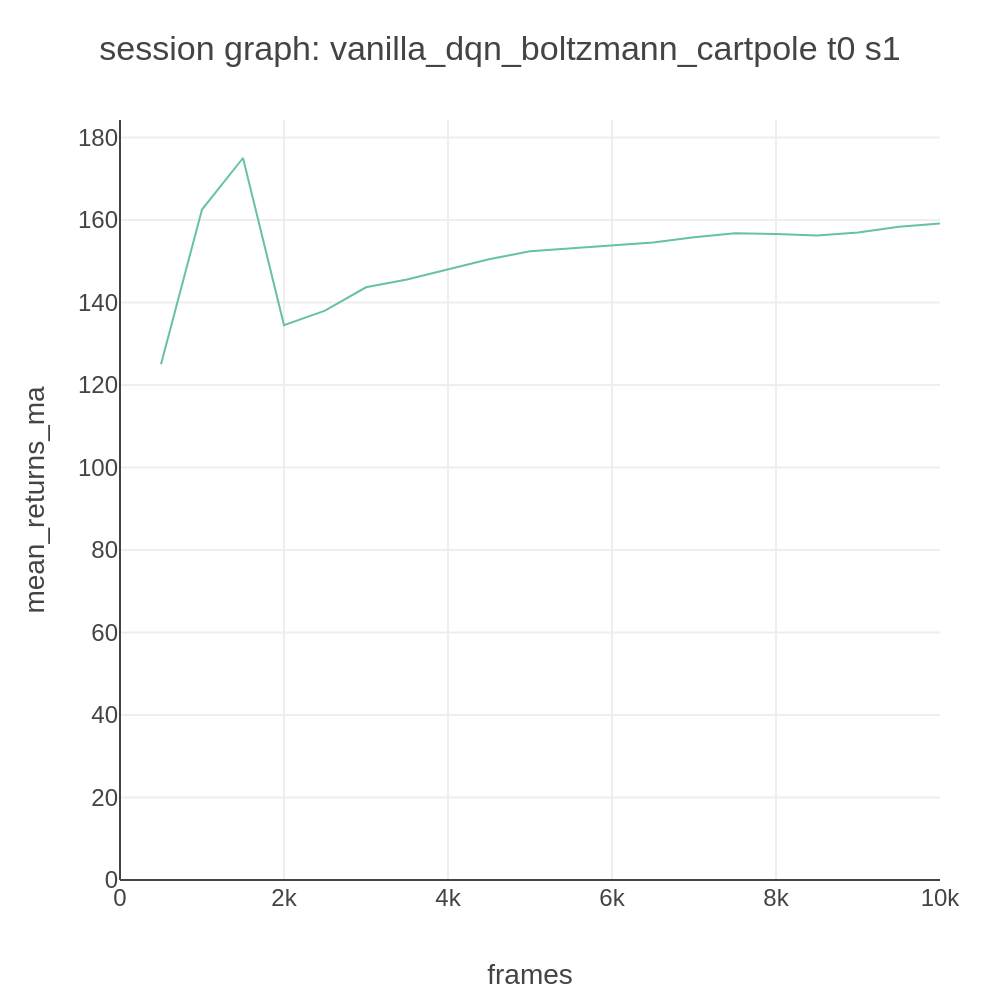 session graph: vanilla_dqn_boltzmann_cartpole t0 s1
180
160
140
120
100
80
60
40
20
0
mean_returns_ma
0 2k 4k 6k 8k 10k
frames